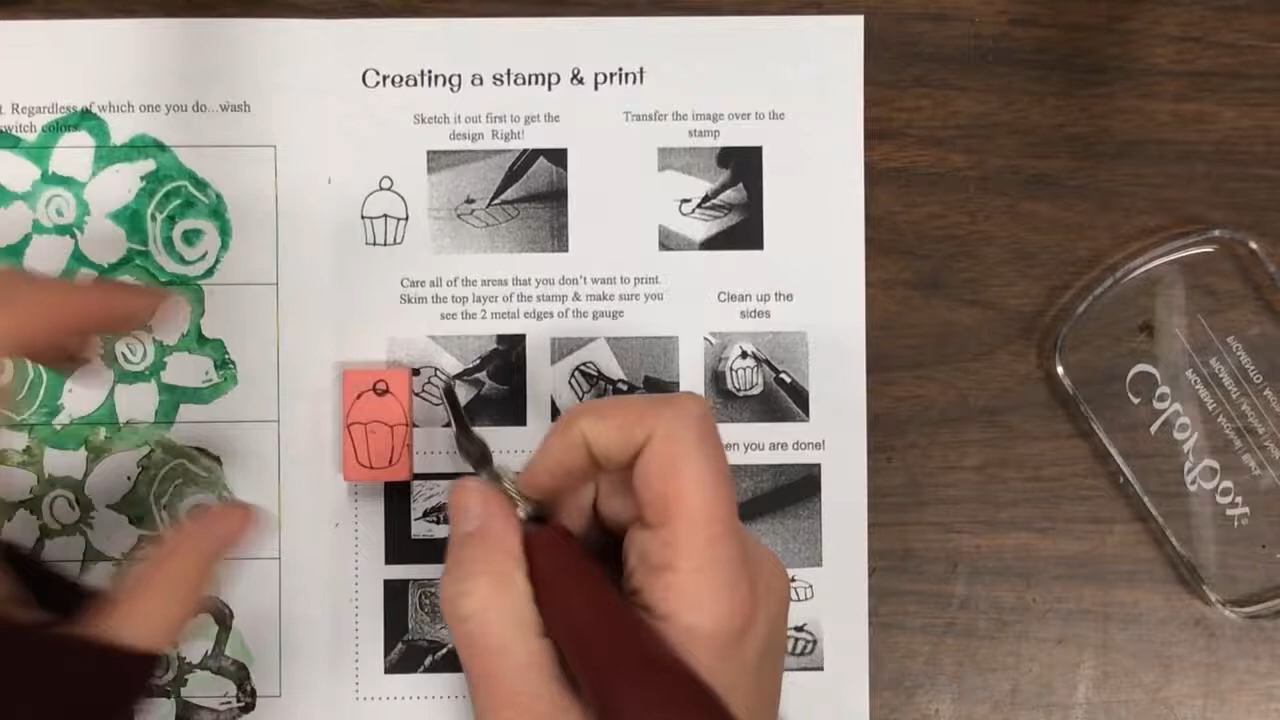 t. Regardless of which one you do...wash
switch colors.
Creating a stamp & print
Sketch it out first to get the
design Right!
Transfer the image over to the
stamp
Care all of the areas that you don't want to print.
Skim the top layer of the stamp & make sure you
see the 2 metal edges of the gauge
Clean up the
sides
en you are done!
Colorbox